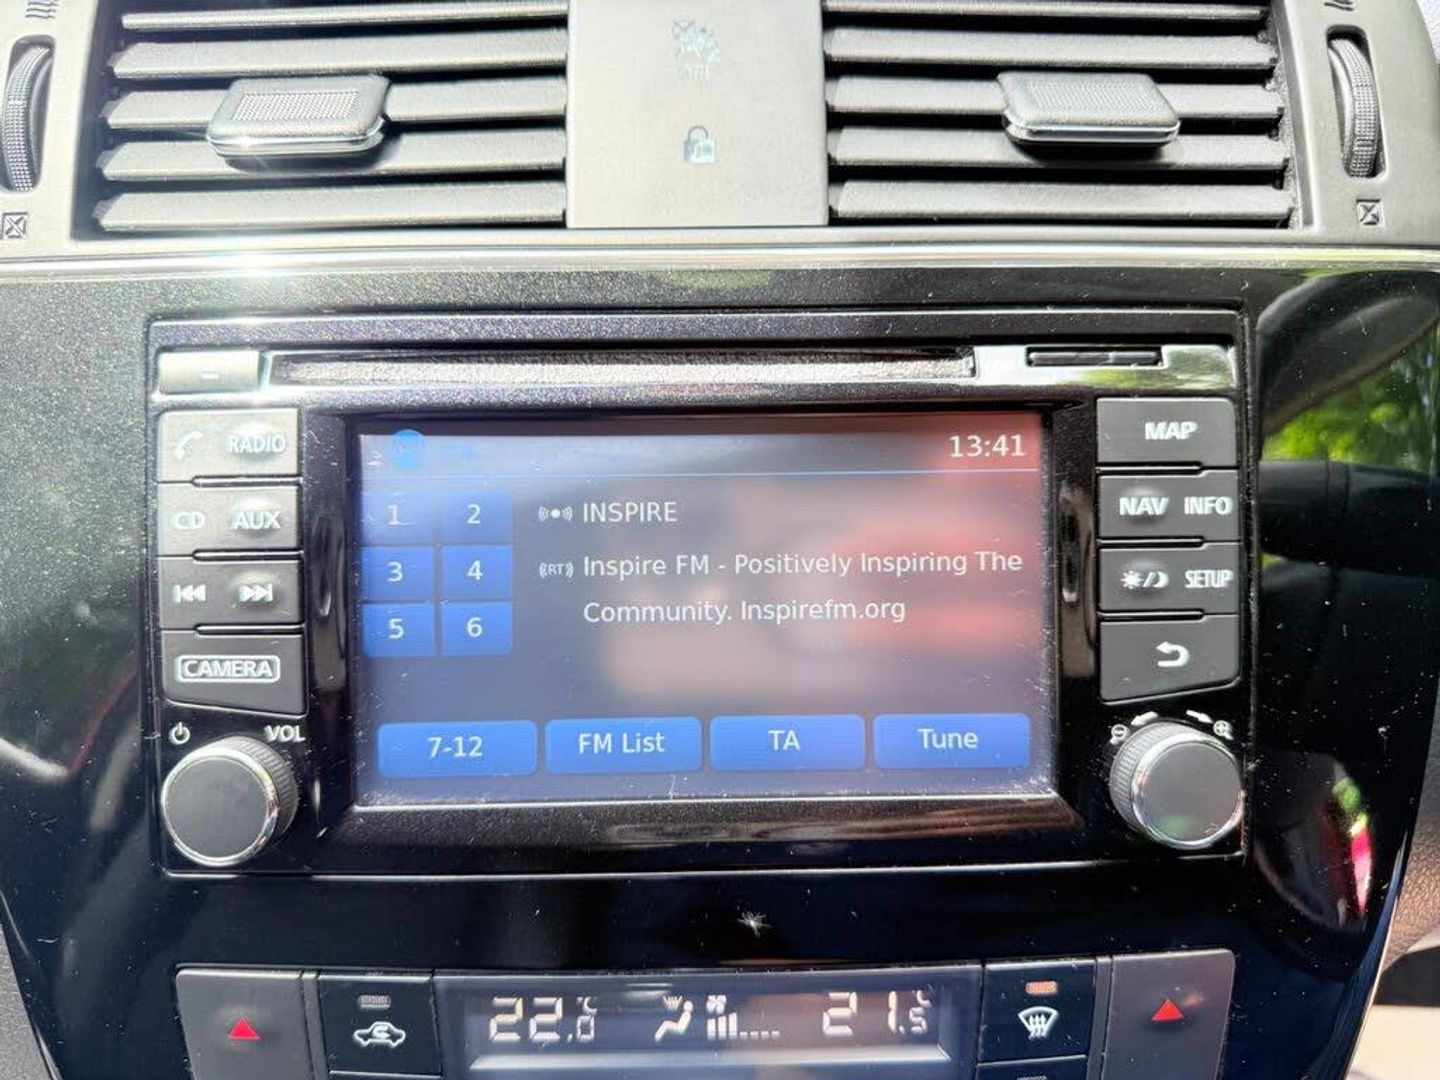 RADIO
CD AUX
CAMERA
VOL
13:41
1 2
3 4
5 6
INSPIRE
RT Inspire FM - Positively Inspiring The
Community. Inspirefm.org
7-12 FM List TA Tune
MAP
NAV INFO
SETUP
22.0°C 21.5°C